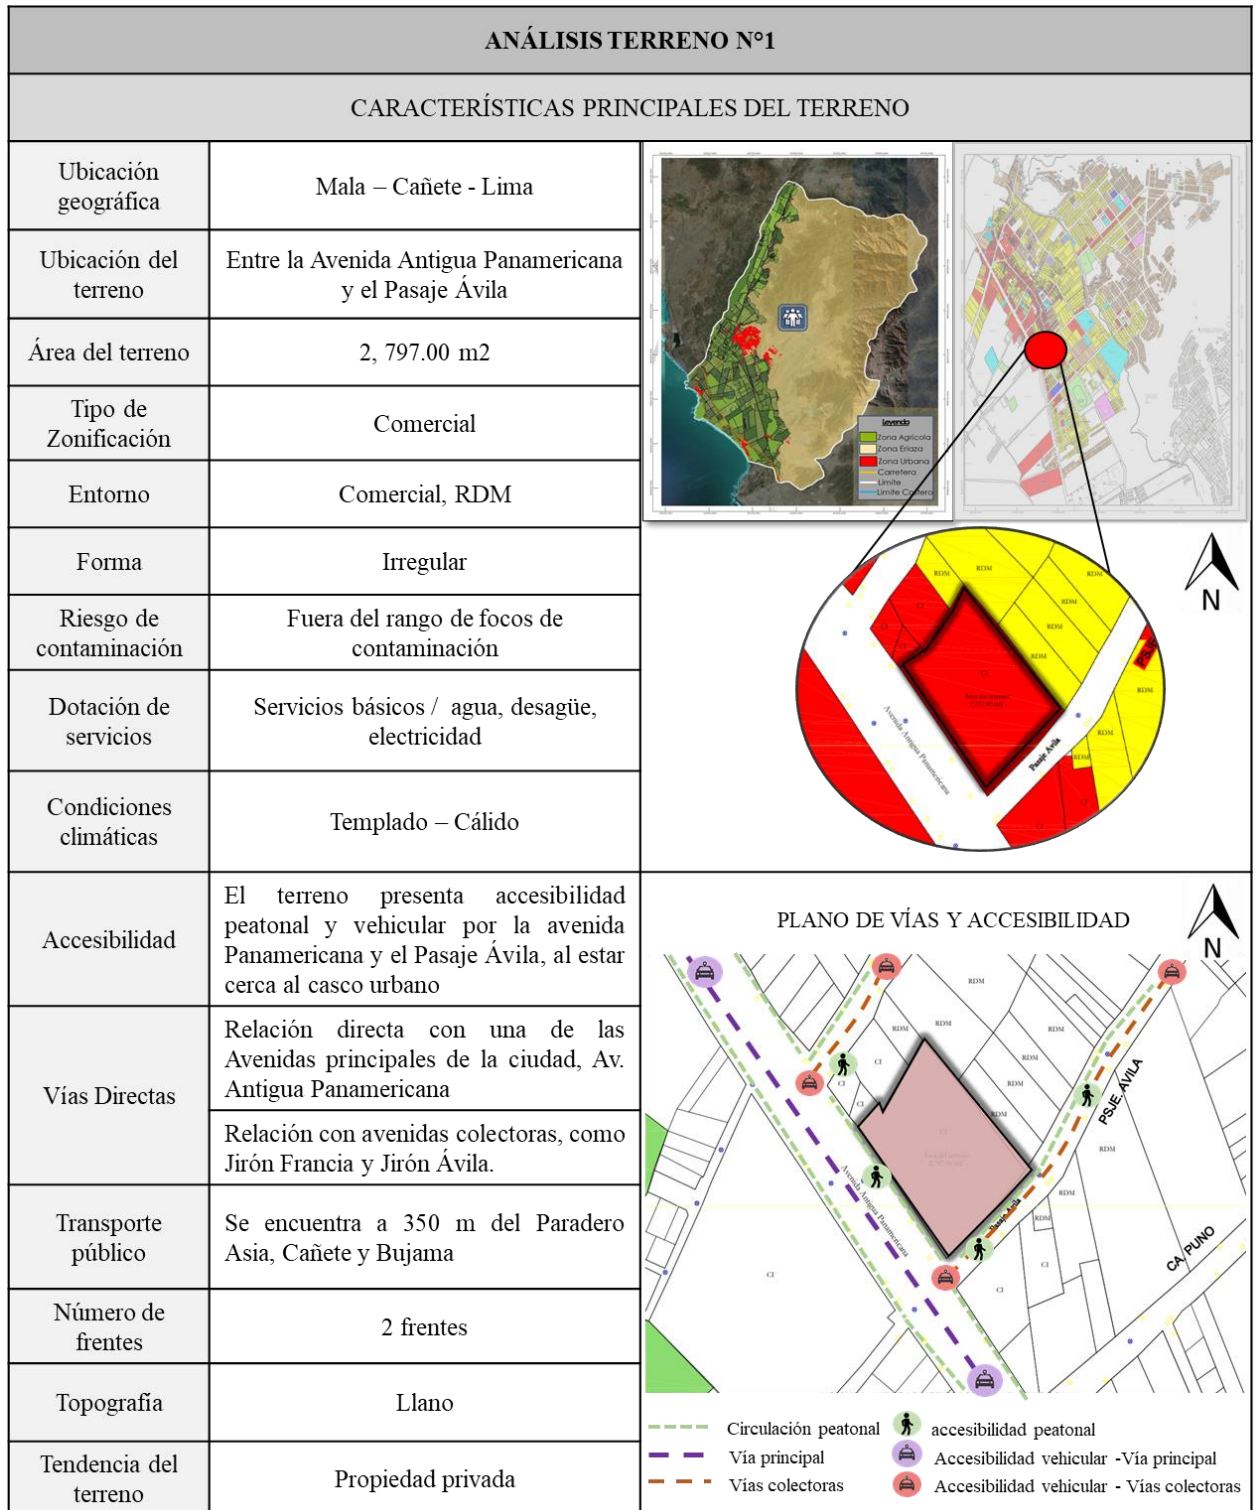 ANÁLISIS TERRENO N°1
CARACTERÍSTICAS PRINCIPALES DEL TERRENO
Ubicación
geográfica
Mala – Cañete - Lima
Ubicación del
terreno
Entre la Avenida Antigua Panamericana
y el Pasaje Ávila
Área del terreno
2, 797.00 m2
Tipo de
Zonificación
Comercial
Entorno
Comercial, RDM
Forma
Irregular
Riesgo de
contaminación
Fuera del rango de focos de
contaminación
Dotación de
servicios
Servicios básicos / agua, desagüe,
electricidad
Condiciones
climáticas
Templado – Cálido
Leyenda
Zona Agrícola
Zona Eriaza
Zona Urbana
Carretera
Limite
Limite Costero
N
RDM
RDM
RDM
RDM
RDM
RDM
RDM
RDM
RDM
CI
CI
CI
Avenida Antigua Panamericana
Pasaje Avila
PSJE
Accesibilidad
El terreno presenta accesibilidad
peatonal y vehicular por la avenida
Panamericana y el Pasaje Ávila, al estar
cerca al casco urbano
Vías Directas
Relación directa con una de las
Avenidas principales de la ciudad, Av.
Antigua Panamericana
Relación con avenidas colectoras, como
Jirón Francia y Jirón Ávila.
Transporte
público
Se encuentra a 350 m del Paradero
Asia, Cañete y Bujama
Número de
frentes
2 frentes
Topografía
Llano
Tendencia del
terreno
Propiedad privada
PLANO DE VÍAS Y ACCESIBILIDAD
N
RDM
RDM
RDM
RDM
RDM
RDM
RDM
RDM
RDM
CI
CI
CI
CI
CI
Avenida Antigua Panamericana
Pasaje Avila
PSJE. AVILA
CA. PUNO
Circulación peatonal
accesibilidad peatonal
Vía principal
Accesibilidad vehicular -Vía principal
Vías colectoras
Accesibilidad vehicular - Vías colectoras